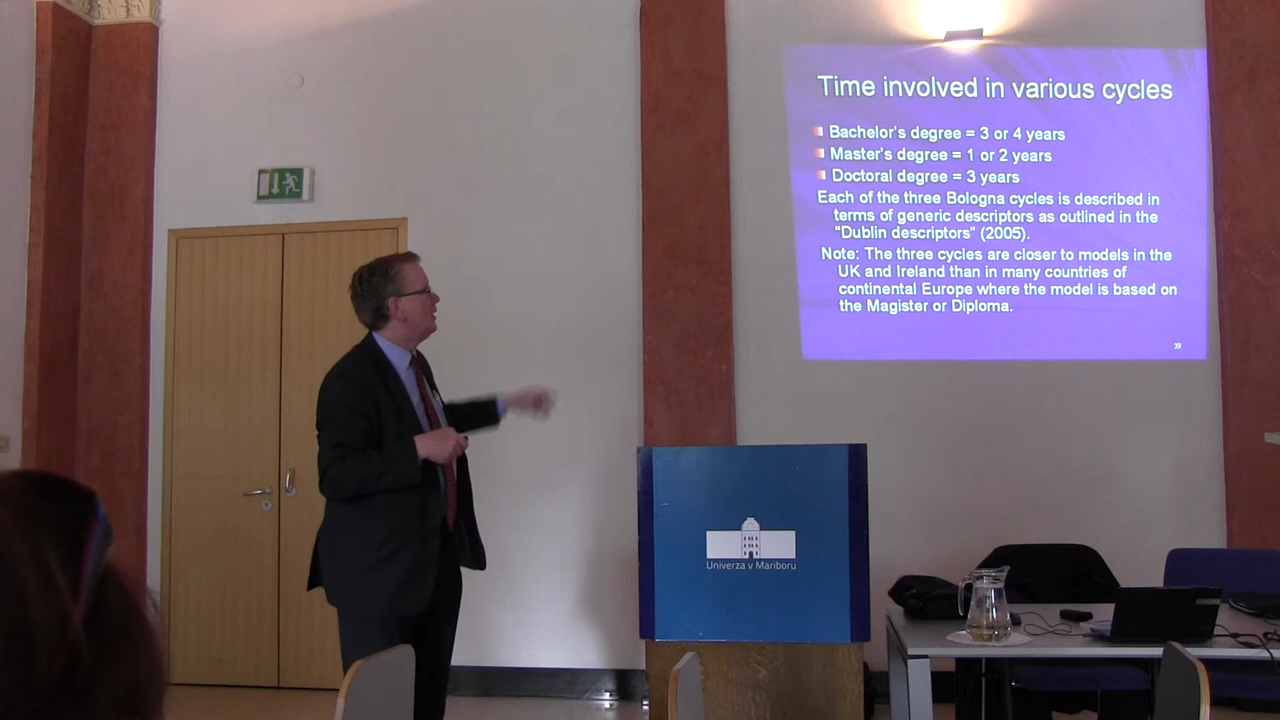 Time involved in various cycles
Bachelor's degree = 3 or 4 years
Master's degree = 1 or 2 years
Doctoral degree = 3 years
Each of the three Bologna cycles is described in
terms of generic descriptors as outlined in the
"Dublin descriptors" (2005).
Note: The three cycles are closer to models in the
UK and Ireland than in many countries of
continental Europe where the model is based on
the Magister or Diploma.
39
Univerza v Mariboru